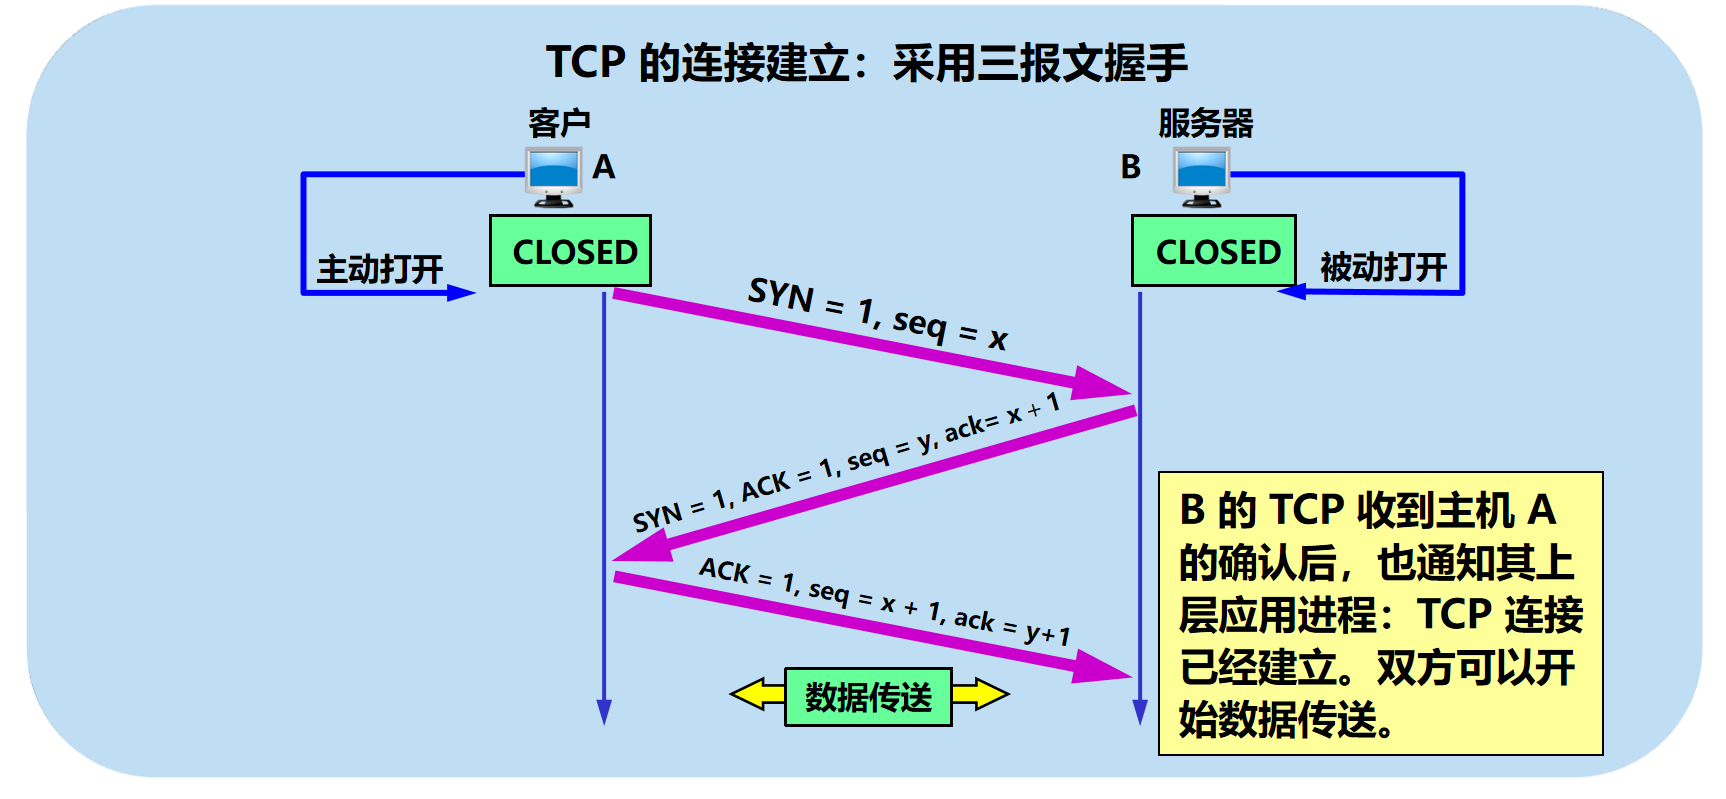 TCP 的连接建立：采用三报文握手
客户
服务器
A
B
CLOSED
CLOSED
主动打开
被动打开
SYN = 1, seq = x
SYN = 1, ACK = 1, seq = y, ack= x + 1
ACK = 1, seq = x + 1, ack = y+1
数据传送
B 的 TCP 收到主机 A
的确认后，也通知其上
层应用进程：TCP 连接
已经建立。双方可以开
始数据传送。